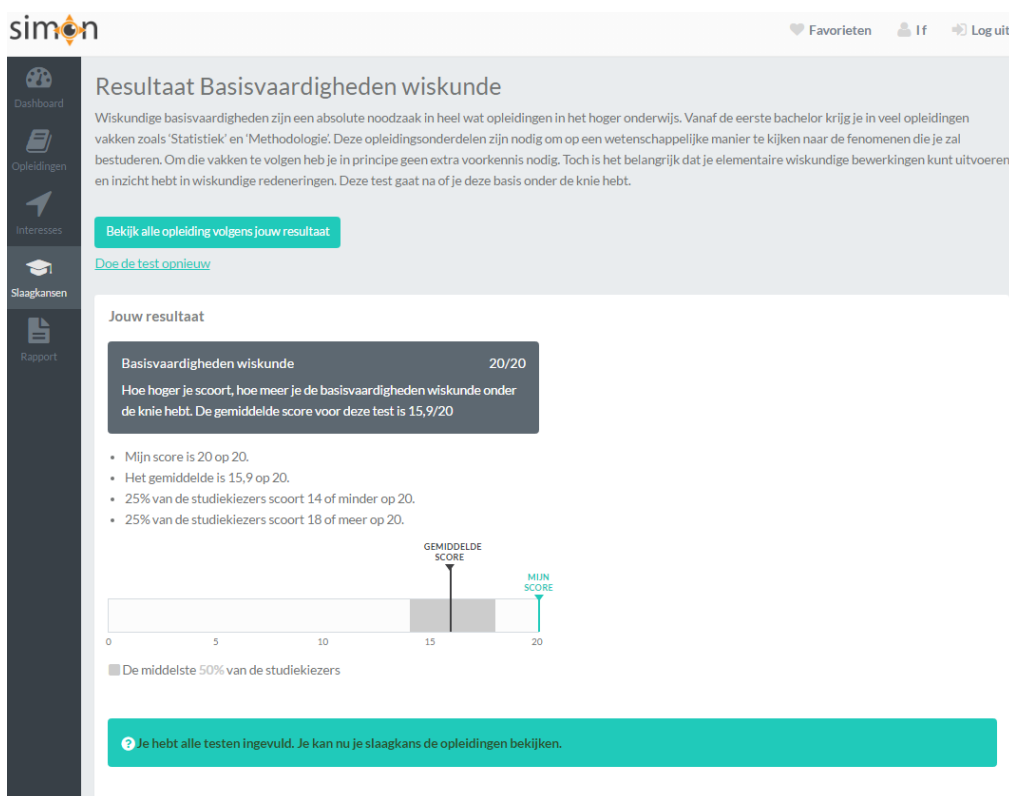 simon
Favorieten
I f
Log uit
Dashboard
Opleidingen
Interesses
Slaagkansen
Rapport
Resultaat Basisvaardigheden wiskunde
Wiskundige basisvaardigheden zijn een absolute noodzaak in heel wat opleidingen in het hoger onderwijs. Vanaf de eerste bachelor krijg je in veel opleidingen
vakken zoals ‘Statistiek’ en ‘Methodologie’. Deze opleidingsonderdelen zijn nodig om op een wetenschappelijke manier te kijken naar de fenomenen die je zal
bestuderen. Om die vakken te volgen heb je in principe geen extra voorkennis nodig. Toch is het belangrijk dat je elementaire wiskundige bewerkingen kunt uitvoeren
en inzicht hebt in wiskundige redeneringen. Deze test gaat na of je deze basis onder de knie hebt.
Bekijk alle opleiding volgens jouw resultaat
Doe de test opnieuw
Jouw resultaat
Basisvaardigheden wiskunde 20/20
Hoe hoger je scoort, hoe meer je de basisvaardigheden wiskunde onder
de knie hebt. De gemiddelde score voor deze test is 15,9/20
• Mijn score is 20 op 20.
• Het gemiddelde is 15,9 op 20.
• 25% van de studiekiezers scoort 14 of minder op 20.
• 25% van de studiekiezers scoort 18 of meer op 20.
GEMIDDELDE
SCORE
MIJN
SCORE
0 5 10 15 20
De middelste 50% van de studiekiezers
Je hebt alle testen ingevuld. Je kan nu je slaagkans de opleidingen bekijken.